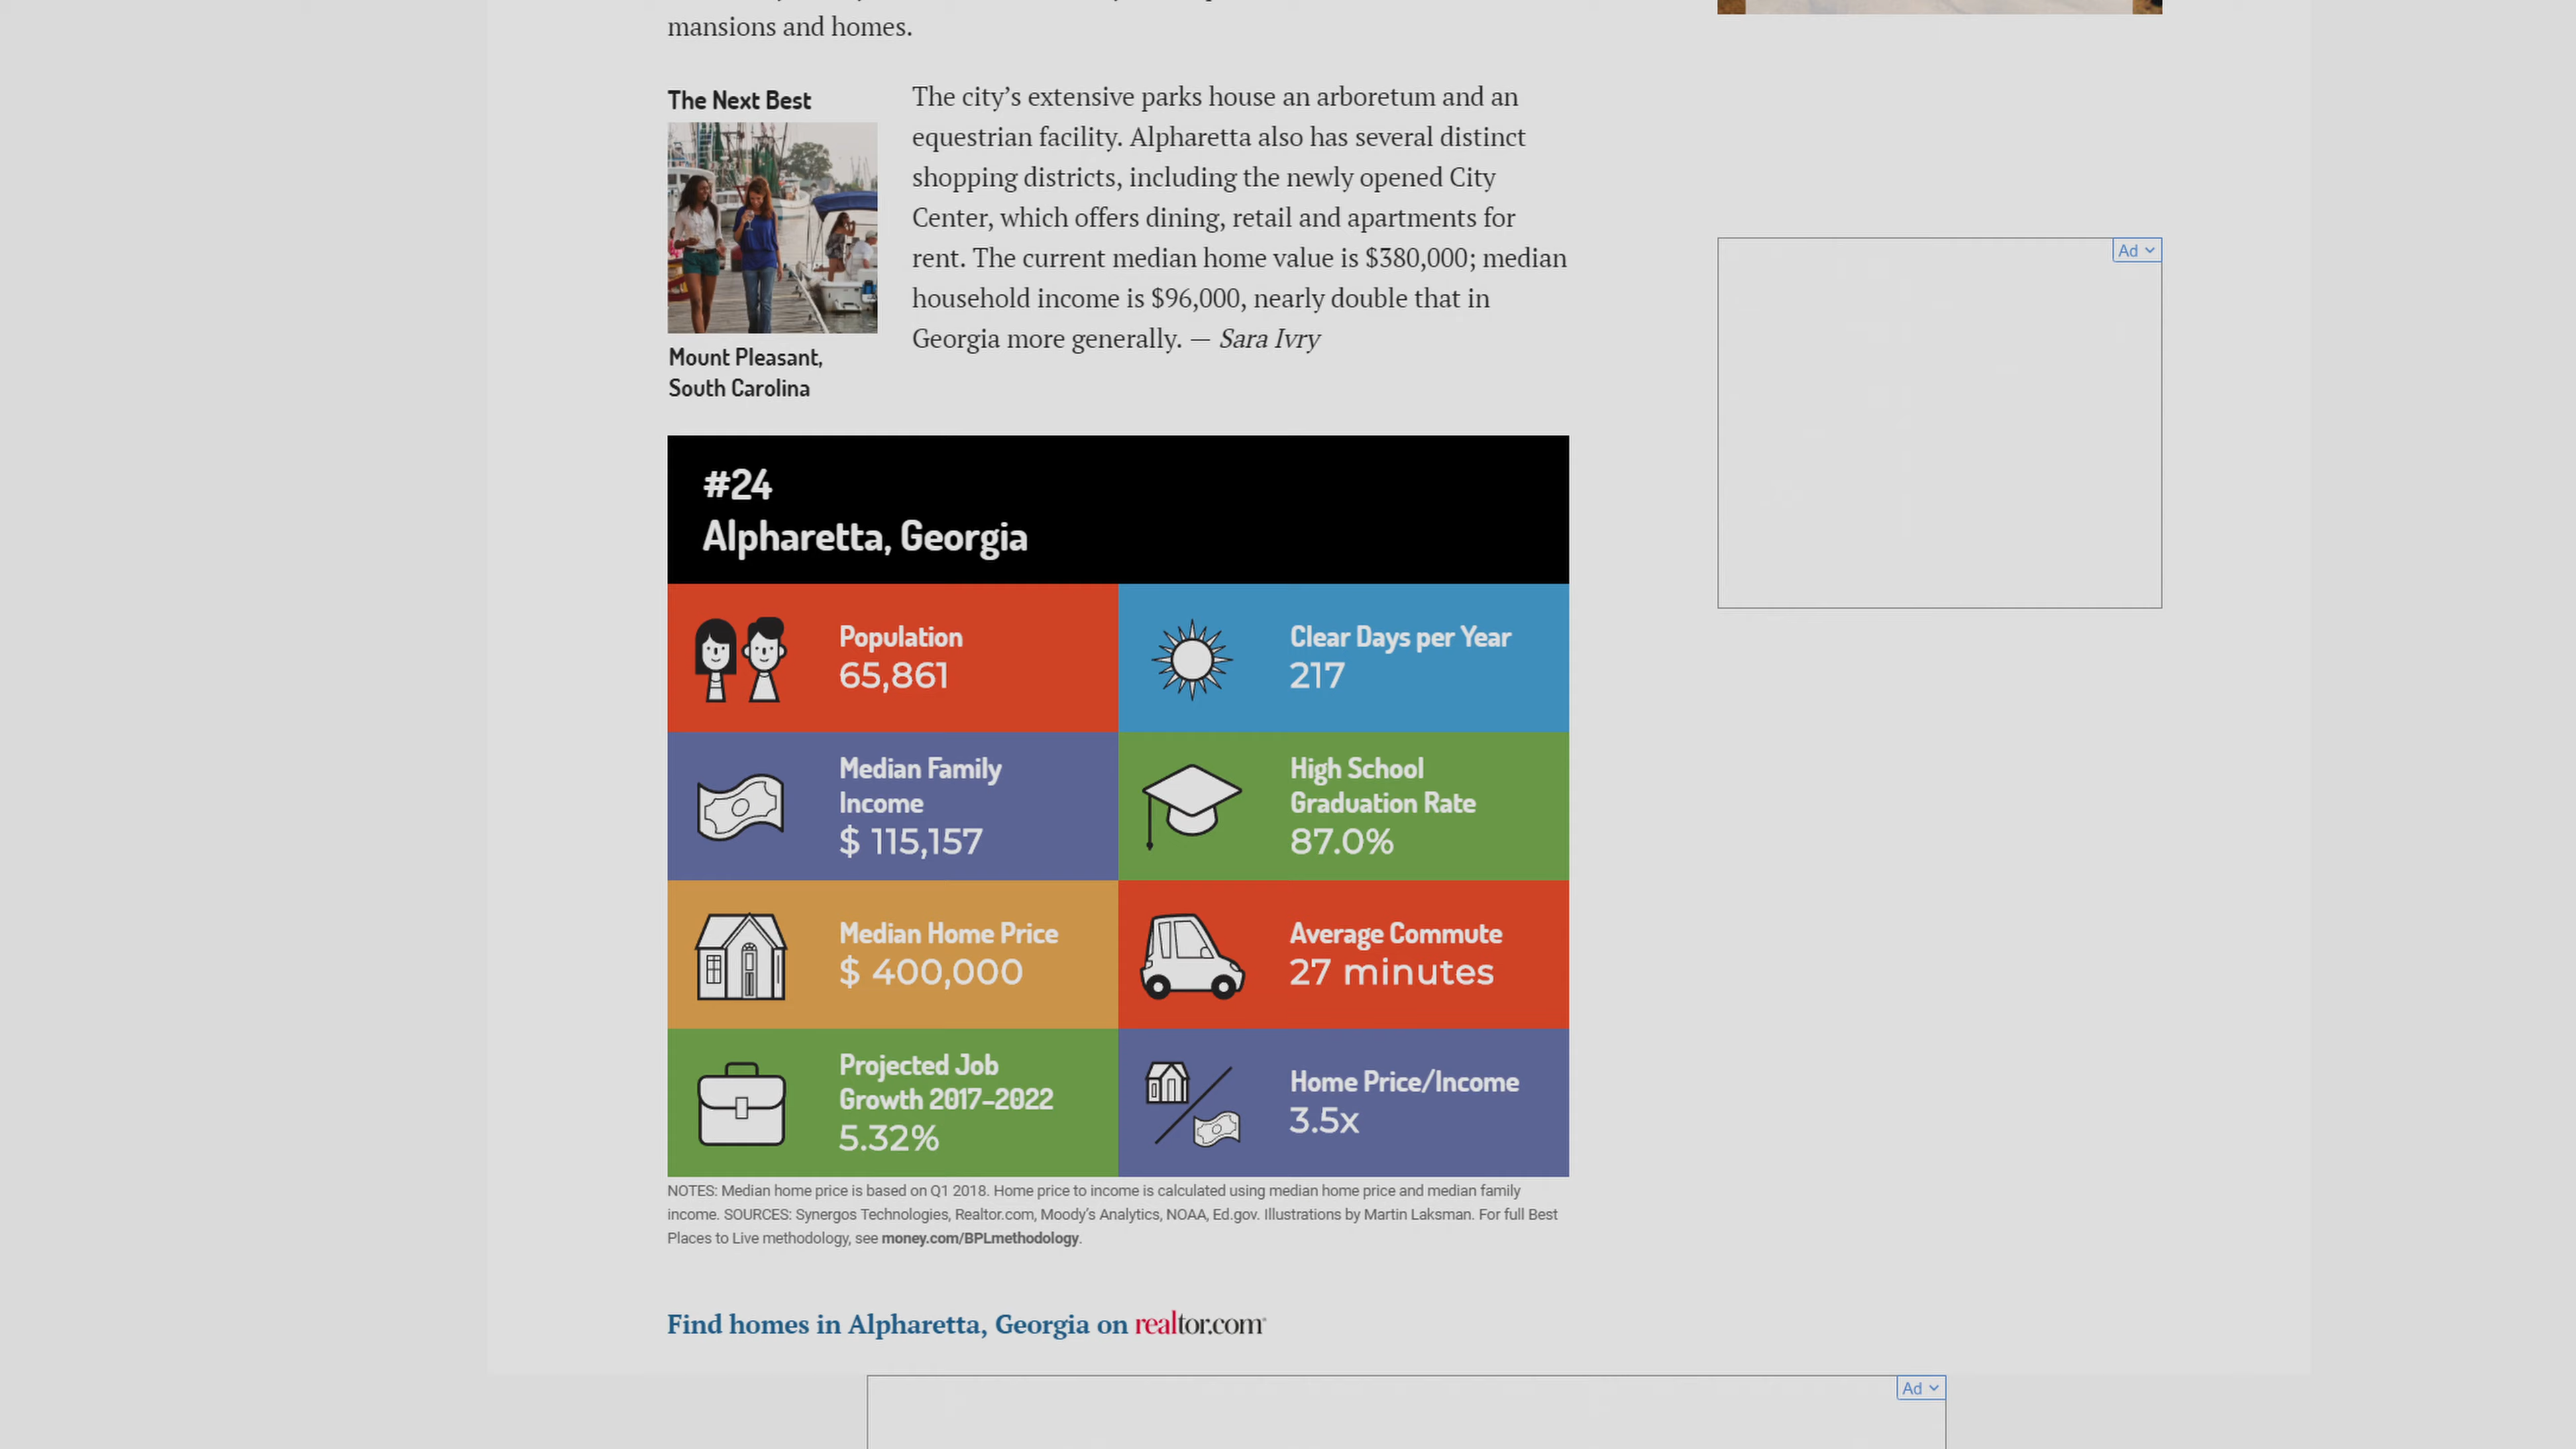 mansions and homes.
The Next Best
Mount Pleasant,
South Carolina
The city's extensive parks house an arboretum and an
equestrian facility. Alpharetta also has several distinct
shopping districts, including the newly opened City
Center, which offers dining, retail and apartments for
rent. The current median home value is $380,000; median
household income is $96,000, nearly double that in
Georgia more generally. — Sara Ivry
Ad
#24
Alpharetta, Georgia
Population
65,861
Clear Days per Year
217
Median Family
Income
$ 115,157
High School
Graduation Rate
87.0%
Median Home Price
$ 400,000
Average Commute
27 minutes
Projected Job
Growth 2017–2022
5.32%
Home Price/Income
3.5x
NOTES: Median home price is based on Q1 2018. Home price to income is calculated using median home price and median family
income. SOURCES: Synergos Technologies, Realtor.com, Moody's Analytics, NOAA, Ed.gov. Illustrations by Martin Laksman. For full Best
Places to Live methodology, see money.com/BPLmethodology.
Find homes in Alpharetta, Georgia on realtor.com
Ad